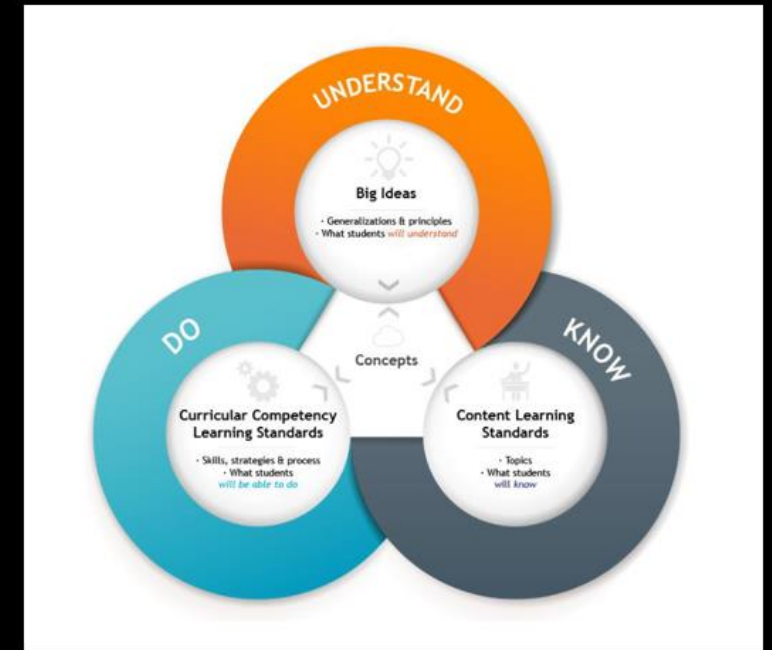 UNDERSTAND
Big Ideas
· Generalizations & principles
· What students will understand
Concepts
DO
Curricular Competency
Learning Standards
· Skills, strategies & process
· What students
will be able to do
KNOW
Content Learning
Standards
· Topics
· What students
will know